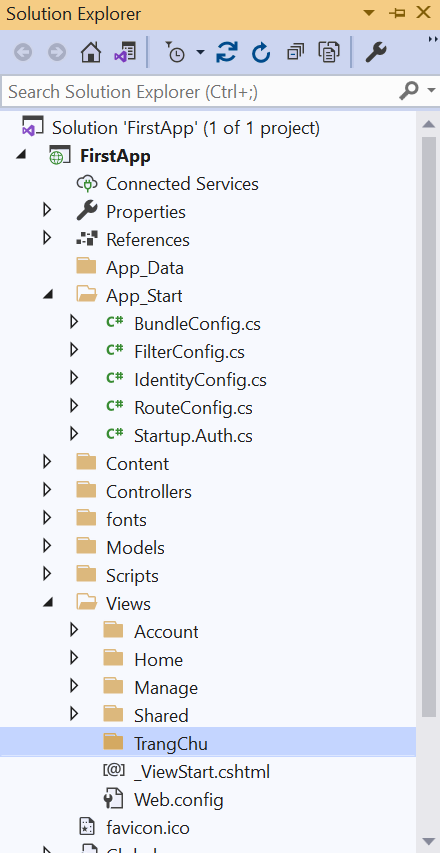 Solution Explorer
Search Solution Explorer (Ctrl+;)
Solution 'FirstApp' (1 of 1 project)
FirstApp
Connected Services
Properties
References
App_Data
App_Start
C# BundleConfig.cs
C# FilterConfig.cs
C# IdentityConfig.cs
C# RouteConfig.cs
C# Startup.Auth.cs
Content
Controllers
fonts
Models
Scripts
Views
Account
Home
Manage
Shared
TrangChu
[@] _ViewStart.cshtml
Web.config
favicon.ico